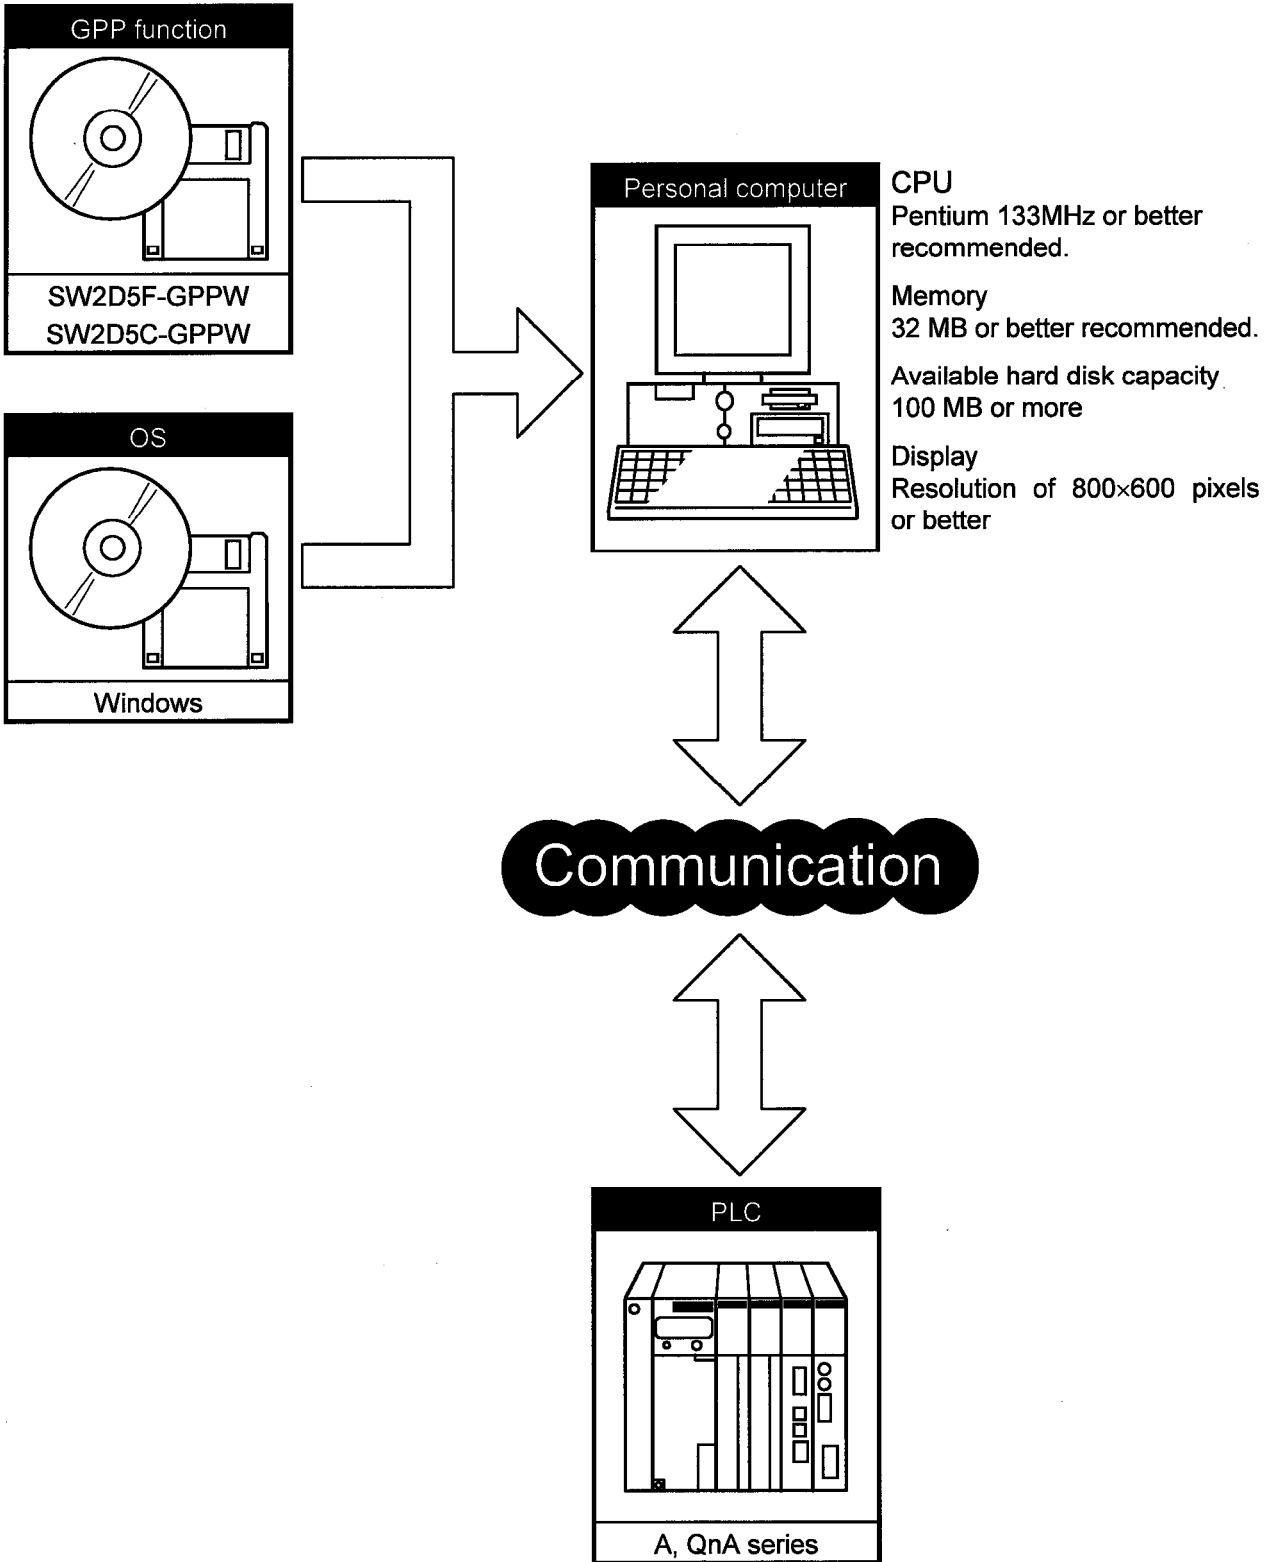 GPP function
SW2D5F-GPPW
SW2D5C-GPPW
OS
Windows
Personal computer
CPU
Pentium 133MHz or better
recommended.
Memory
32 MB or better recommended.
Available hard disk capacity
100 MB or more
Display
Resolution of 800×600 pixels
or better
Communication
PLC
A, QnA series